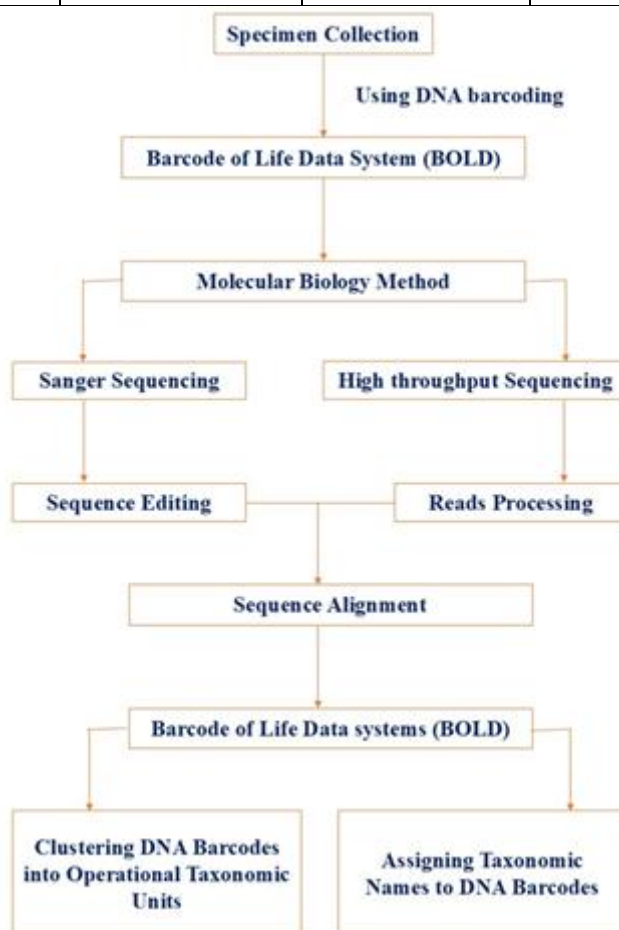 Specimen Collection
Using DNA barcoding
Barcode of Life Data System (BOLD)
Molecular Biology Method
Sanger Sequencing
High throughput Sequencing
Sequence Editing
Reads Processing
Sequence Alignment
Barcode of Life Data systems (BOLD)
Clustering DNA Barcodes
into Operational Taxonomic
Units
Assigning Taxonomic
Names to DNA Barcodes